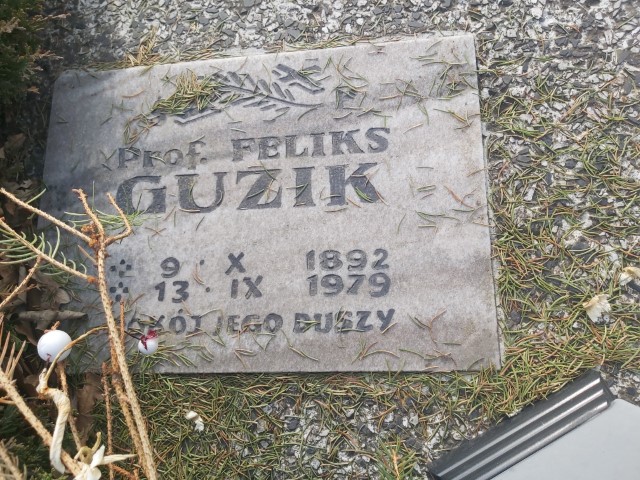 Prof. FELIKS
GUZIK
9 X 1892
13 IX 1979
JEGO DUSZY